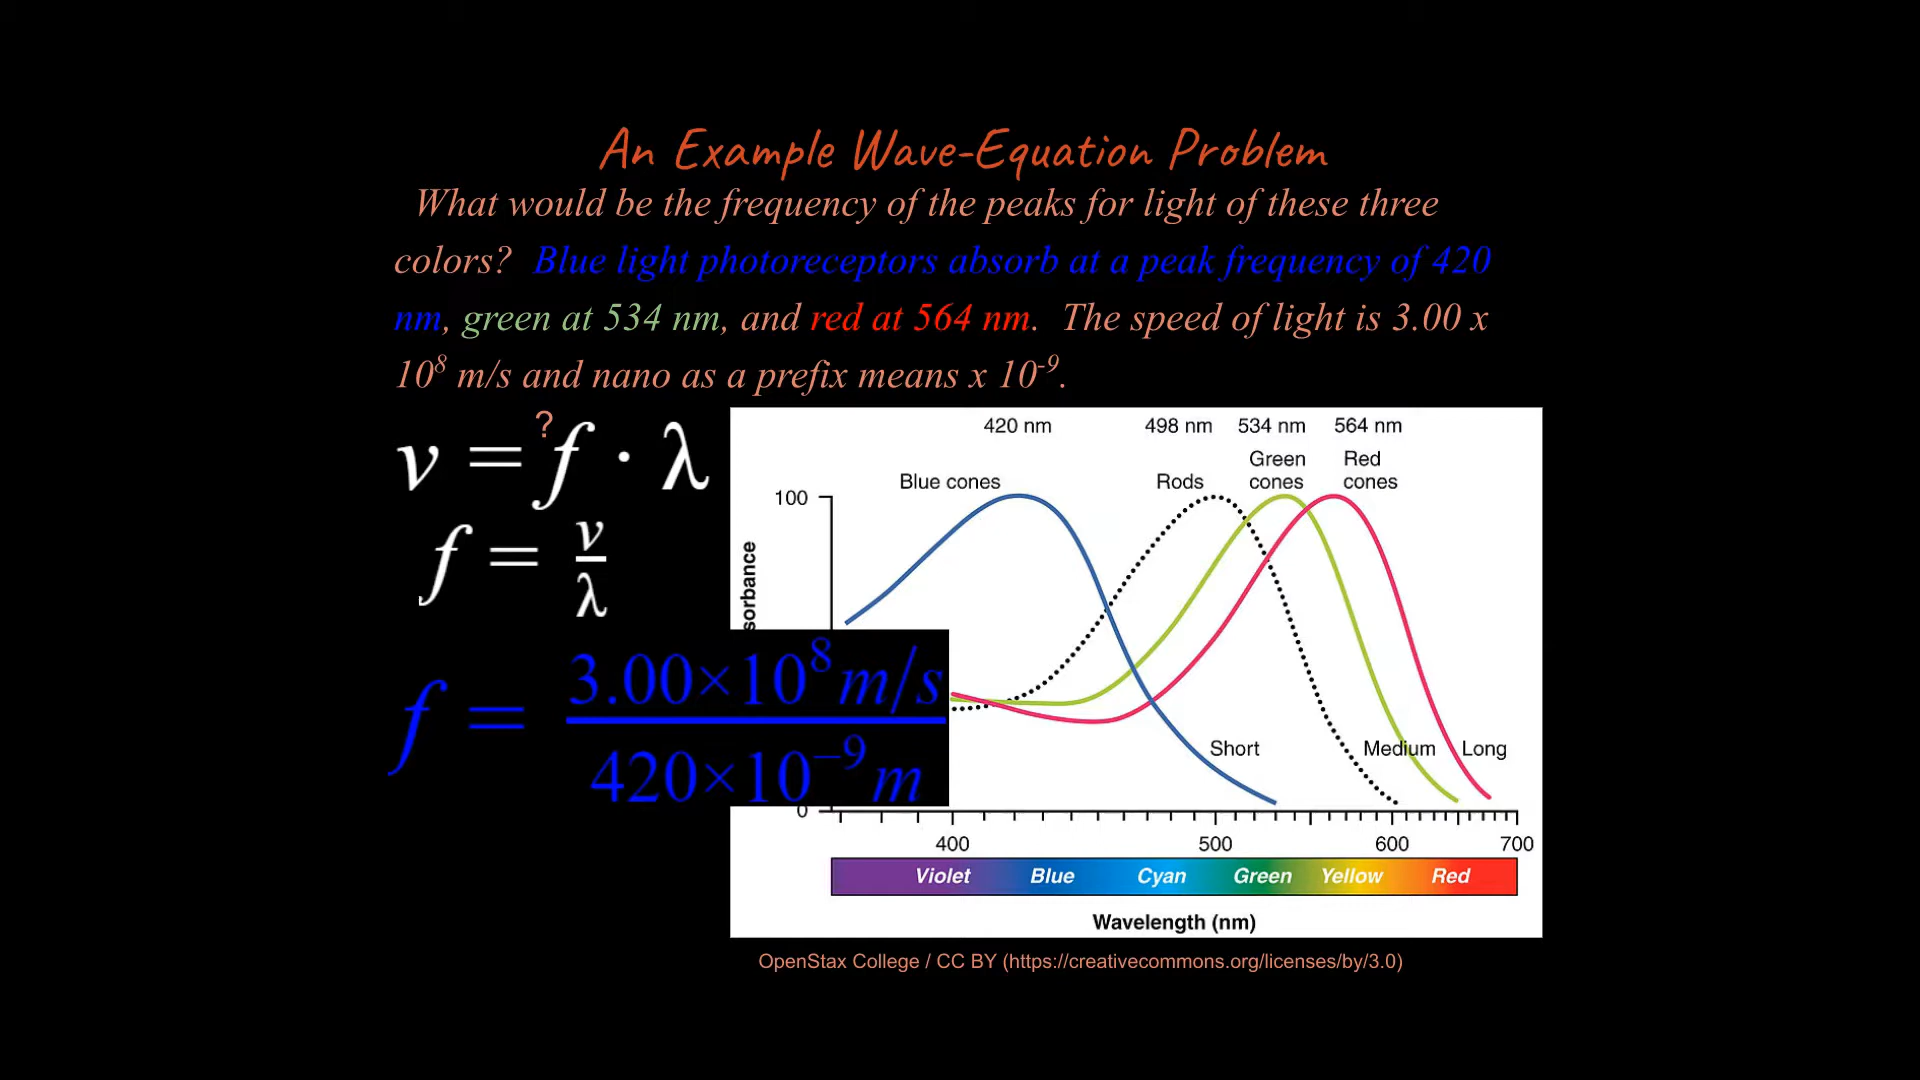 An Example Wave-Equation Problem
What would be the frequency of the peaks for light of these three
colors? Blue light photoreceptors absorb at a peak frequency of 420
nm, green at 534 nm, and red at 564 nm. The speed of light is 3.00 x
10⁸ m/s and nano as a prefix means x 10⁻⁹.
?
v = f · λ
f = v/λ
f = 3.00×10⁸ m/s
420×10⁻⁹ m
420 nm 498 nm 534 nm 564 nm
Blue cones Rods Green cones Red cones
100
sorbance
Short Medium Long
0
400 500 600 700
Violet Blue Cyan Green Yellow Red
Wavelength (nm)
OpenStax College / CC BY (https://creativecommons.org/licenses/by/3.0)